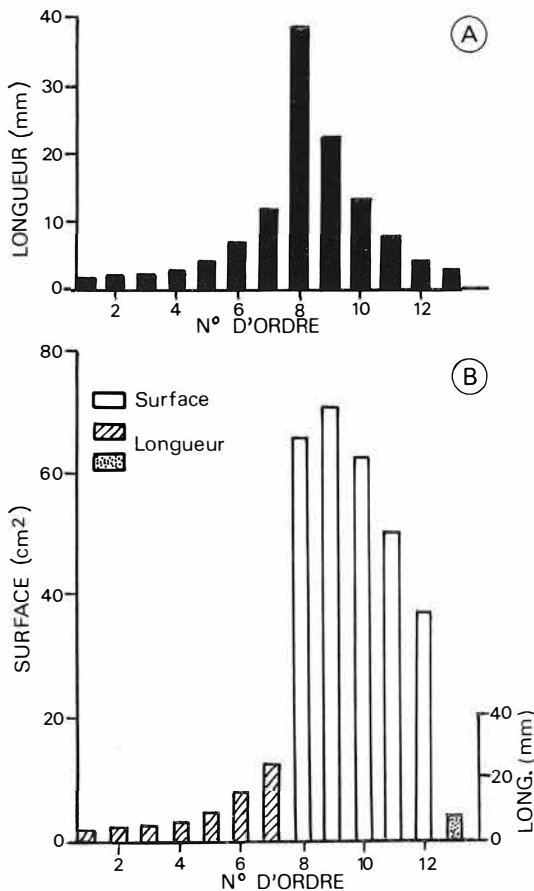 A
LONGUEUR (mm)
40
30
20
10
0
2 4 6 8 10 12
N° D'ORDRE
B
SURFACE (cm²)
80
60
40
20
0
Surface
Longueur
LONG. (mm)
40
20
0
2 4 6 8 10 12
N° D'ORDRE